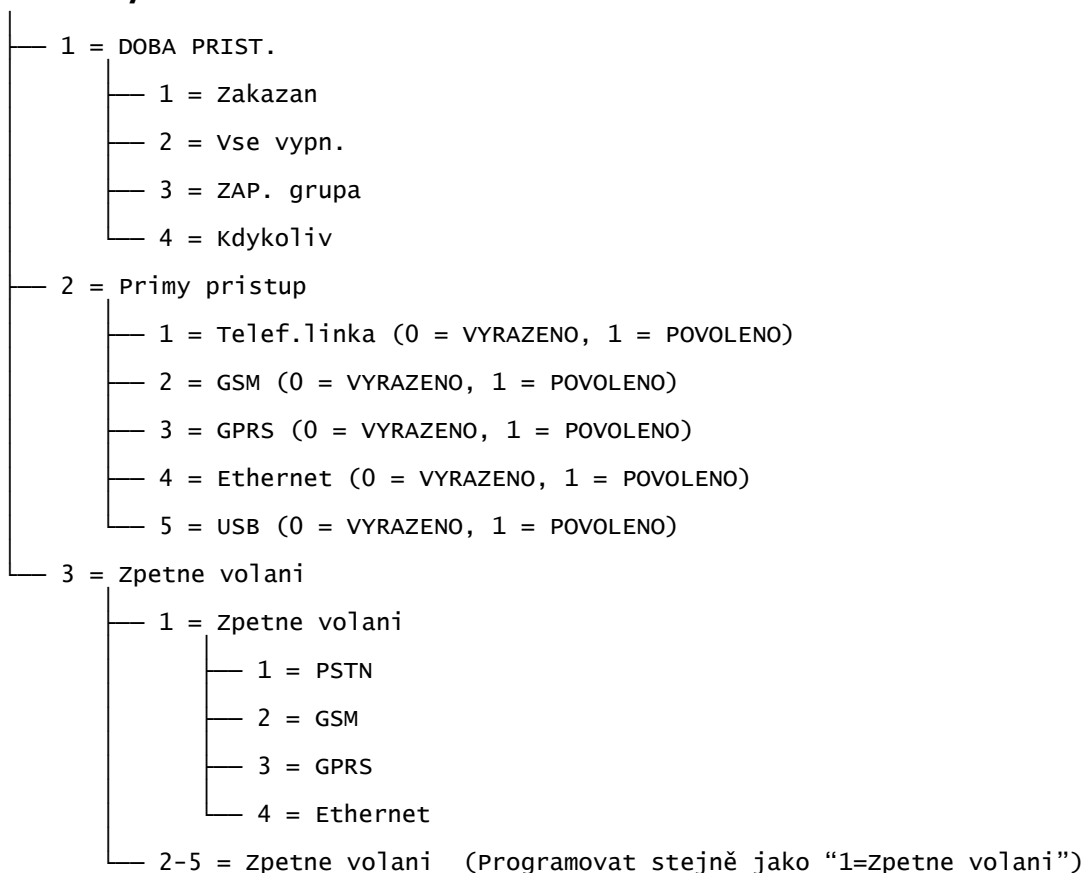 1 = DOBA PRIST.
1 = Zakazan
2 = Vse vypn.
3 = ZAP. grupa
4 = Kdykoliv
2 = Primy pristup
1 = Telef.linka (0 = VYRAZENO, 1 = POVOLENO)
2 = GSM (0 = VYRAZENO, 1 = POVOLENO)
3 = GPRS (0 = VYRAZENO, 1 = POVOLENO)
4 = Ethernet (0 = VYRAZENO, 1 = POVOLENO)
5 = USB (0 = VYRAZENO, 1 = POVOLENO)
3 = Zpetne volani
1 = Zpetne volani
1 = PSTN
2 = GSM
3 = GPRS
4 = Ethernet
2-5 = Zpetne volani (Programovat stejně jako “1=Zpetne volani”)